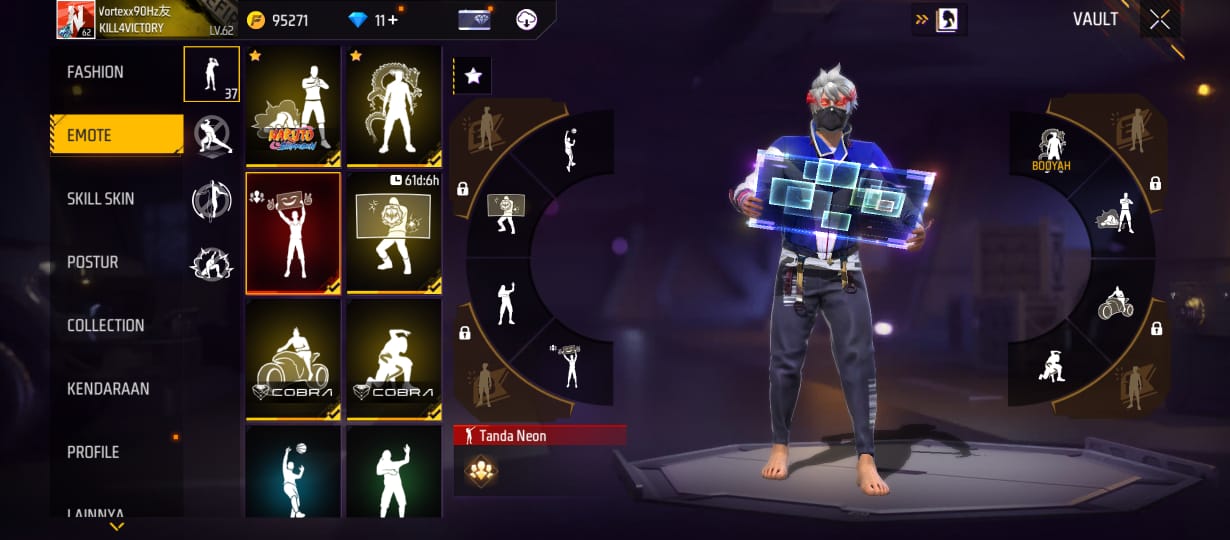 Vortexx90Hz友
KILL4VICTORY
LV.62
62
95271
11+
VAULT
FASHION
37
EMOTE
NARUTO
61d:6h
BOOYAH
SKILL SKIN
POSTUR
COLLECTION
KENDARAAN
COBRA
COBRA
PROFILE
Tanda Neon
LAINNYA